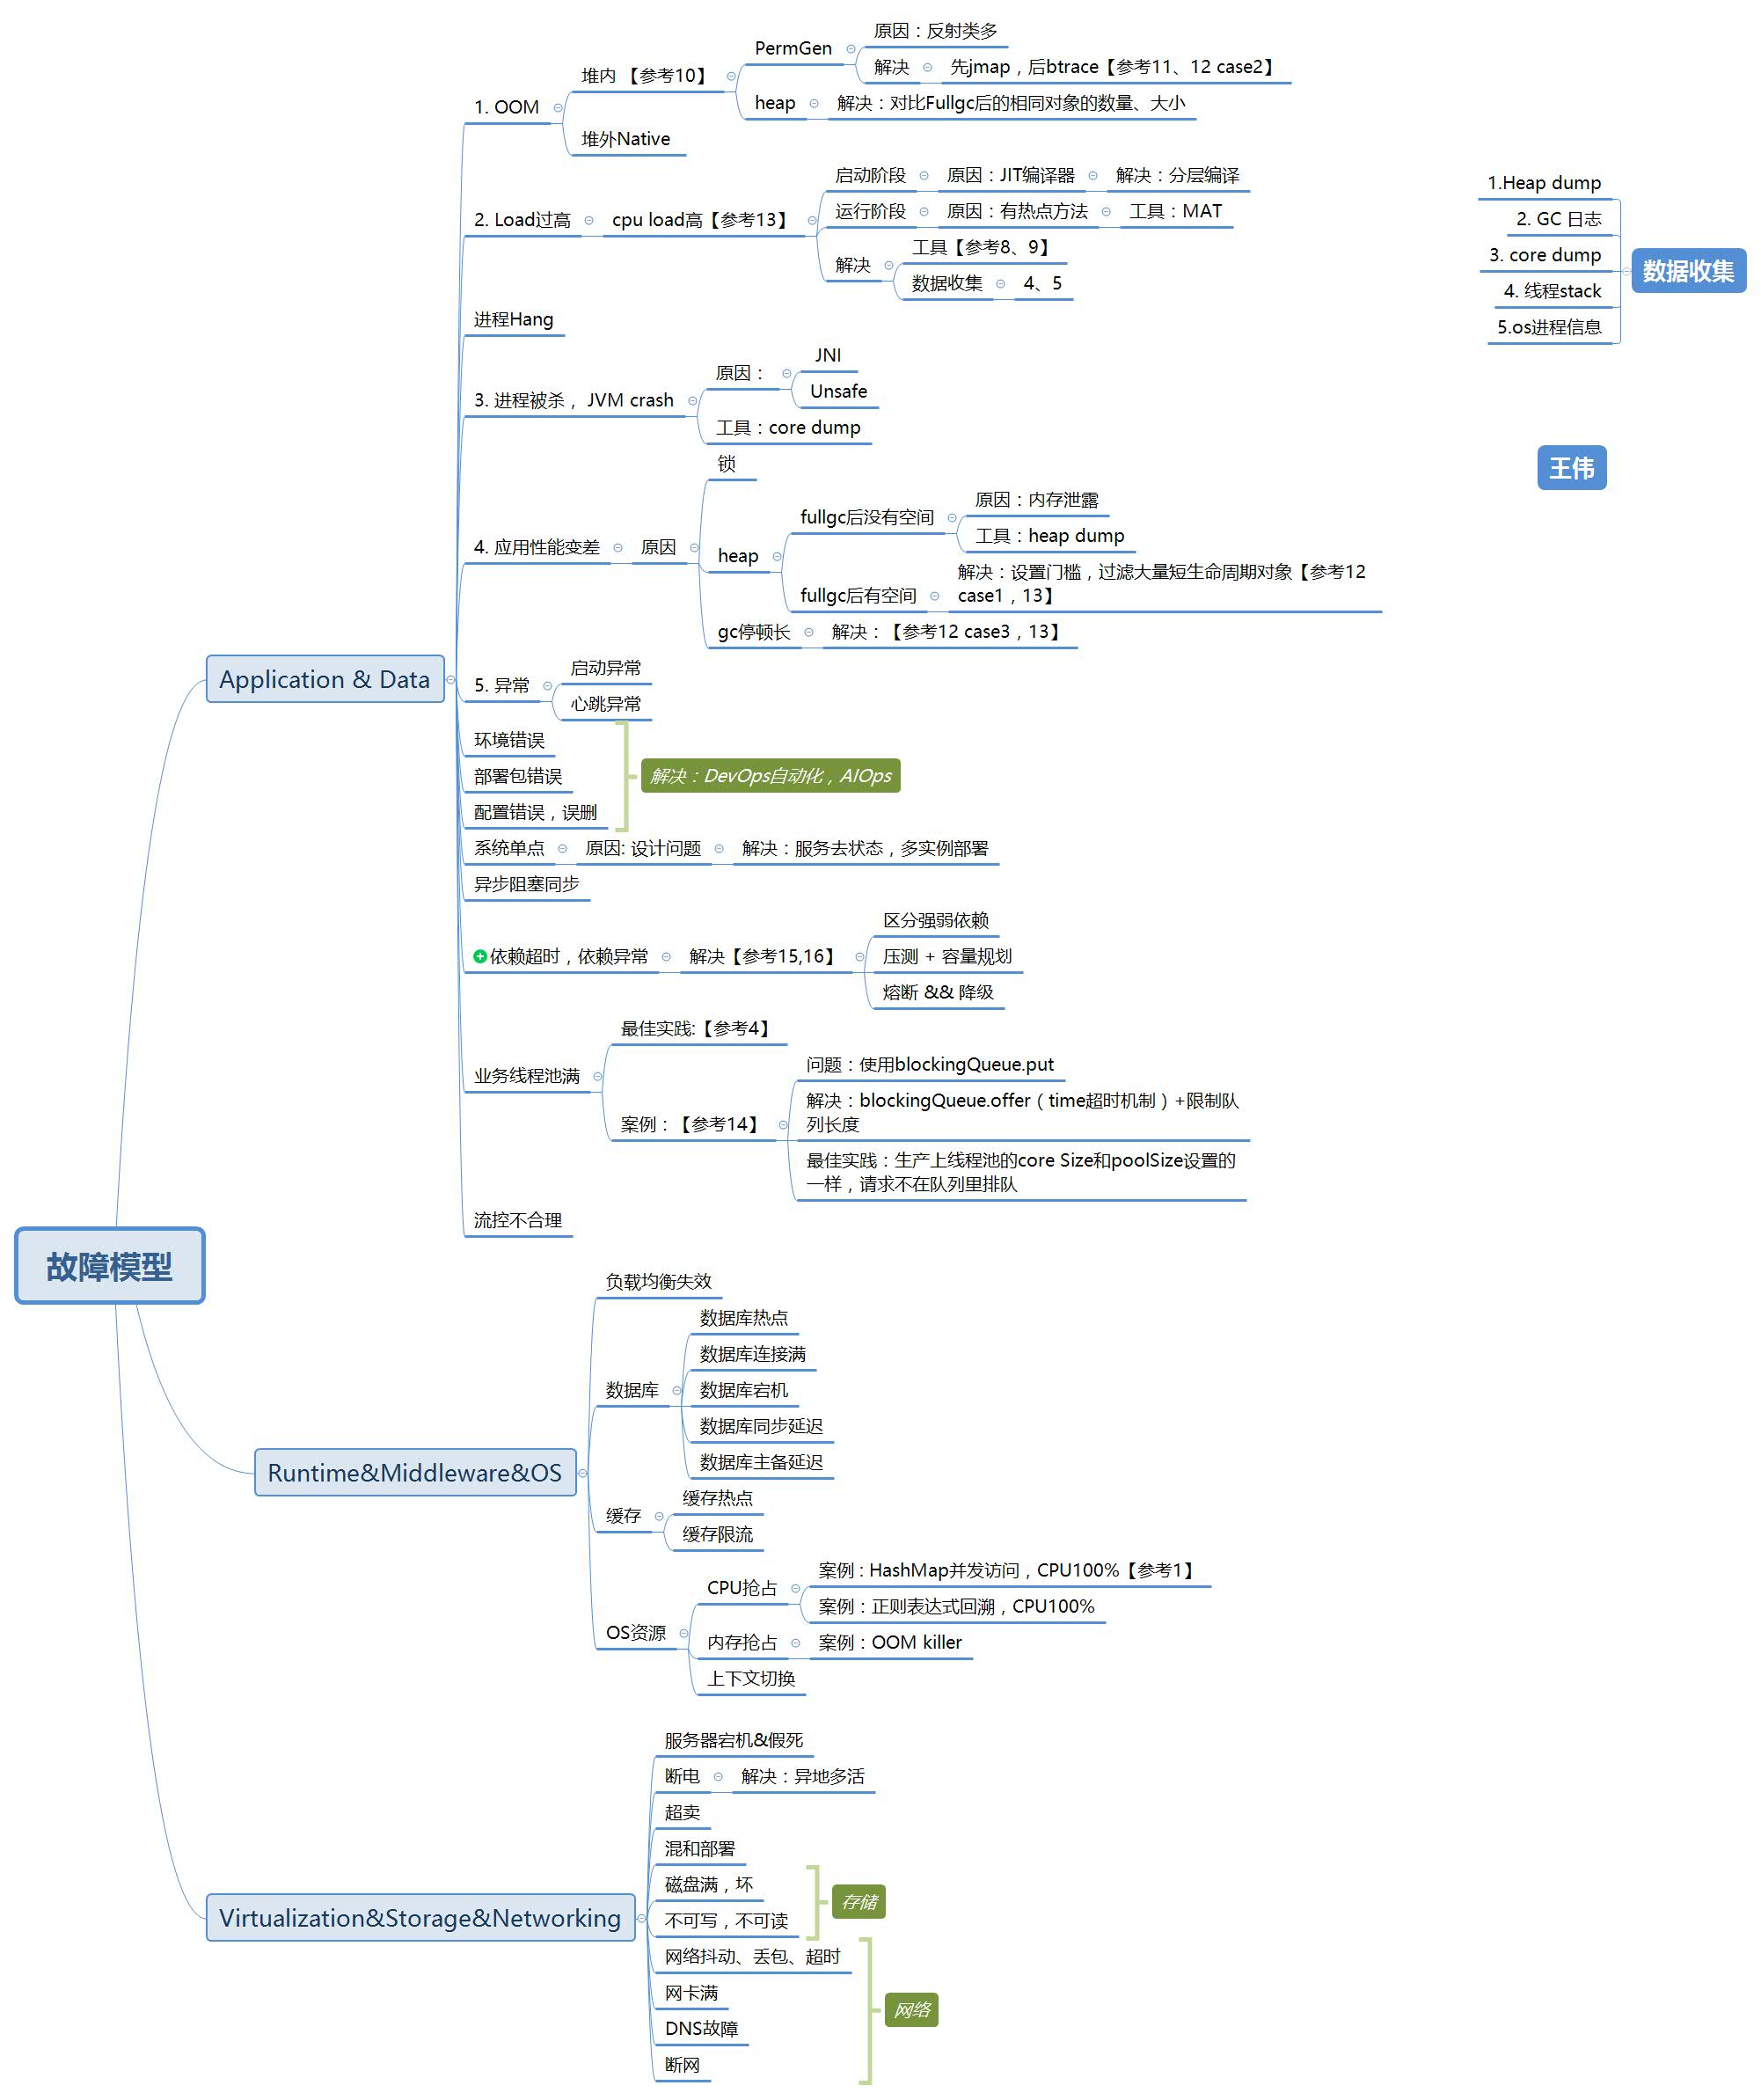 故障模型
Application & Data
1. OOM
堆内 【参考10】
PermGen
原因：反射类多
解决
先jmap，后btrace【参考11、12 case2】
heap
解决：对比Fullgc后的相同对象的数量、大小
堆外Native
2. Load过高
cpu load高【参考13】
启动阶段
原因：JIT编译器
解决：分层编译
运行阶段
原因：有热点方法
工具：MAT
解决
工具【参考8、9】
数据收集
4、5
进程Hang
3. 进程被杀， JVM crash
原因：
JNI
Unsafe
工具：core dump
4. 应用性能变差
原因
锁
heap
fullgc后没有空间
原因：内存泄露
工具：heap dump
fullgc后有空间
解决：设置门槛，过滤大量短生命周期对象【参考12
case1，13】
gc停顿长
解决：【参考12 case3，13】
5. 异常
启动异常
心跳异常
环境错误
部署包错误
配置错误，误删
解决：DevOps自动化，AIOps
系统单点
原因: 设计问题
解决：服务去状态，多实例部署
异步阻塞同步
依赖超时，依赖异常
解决【参考15,16】
区分强弱依赖
压测 + 容量规划
熔断 && 降级
业务线程池满
最佳实践:【参考4】
案例：【参考14】
问题：使用blockingQueue.put
解决：blockingQueue.offer（time超时机制）+限制队
列长度
最佳实践：生产上线程池的core Size和poolSize设置的
一样，请求不在队列里排队
流控不合理
Runtime&Middleware&OS
负载均衡失效
数据库
数据库热点
数据库连接满
数据库宕机
数据库同步延迟
数据库主备延迟
缓存
缓存热点
缓存限流
OS资源
CPU抢占
案例：HashMap并发访问，CPU100%【参考1】
案例：正则表达式回溯，CPU100%
内存抢占
案例：OOM killer
上下文切换
Virtualization&Storage&Networking
服务器宕机&假死
断电
解决：异地多活
超卖
混和部署
磁盘满，坏
不可写，不可读
存储
网络抖动、丢包、超时
网卡满
DNS故障
断网
网络
数据收集
1.Heap dump
2. GC 日志
3. core dump
4. 线程stack
5.os进程信息
王伟